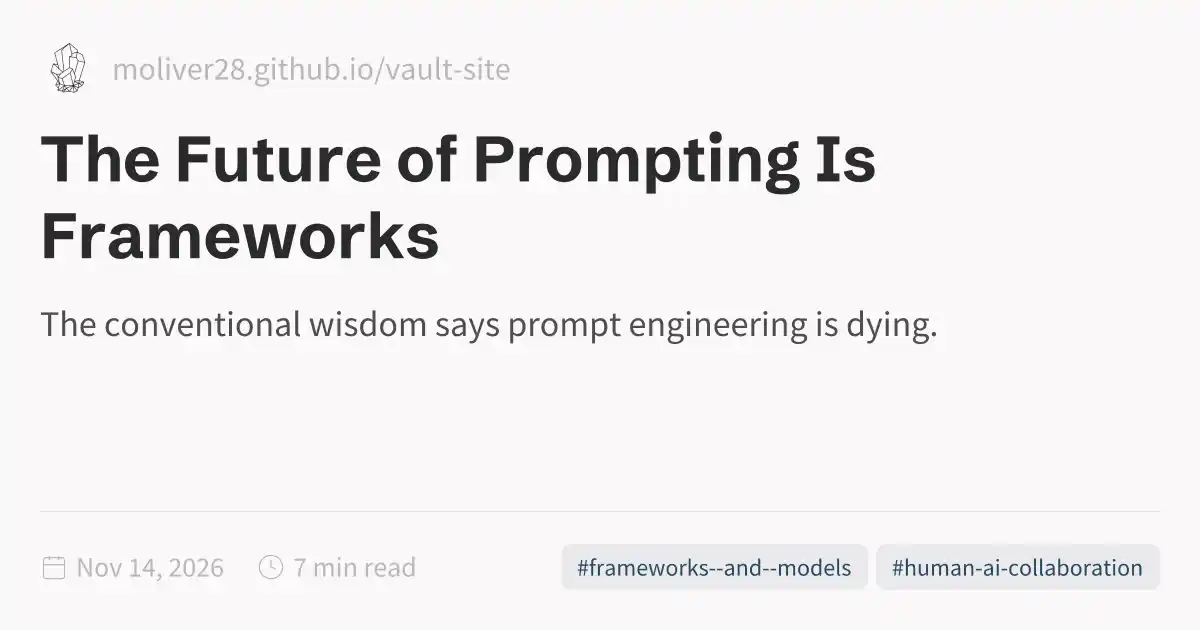 moliver28.github.io/vault-site
The Future of Prompting Is
Frameworks
The conventional wisdom says prompt engineering is dying.
Nov 14, 2026
7 min read
#frameworks--and--models
#human-ai-collaboration